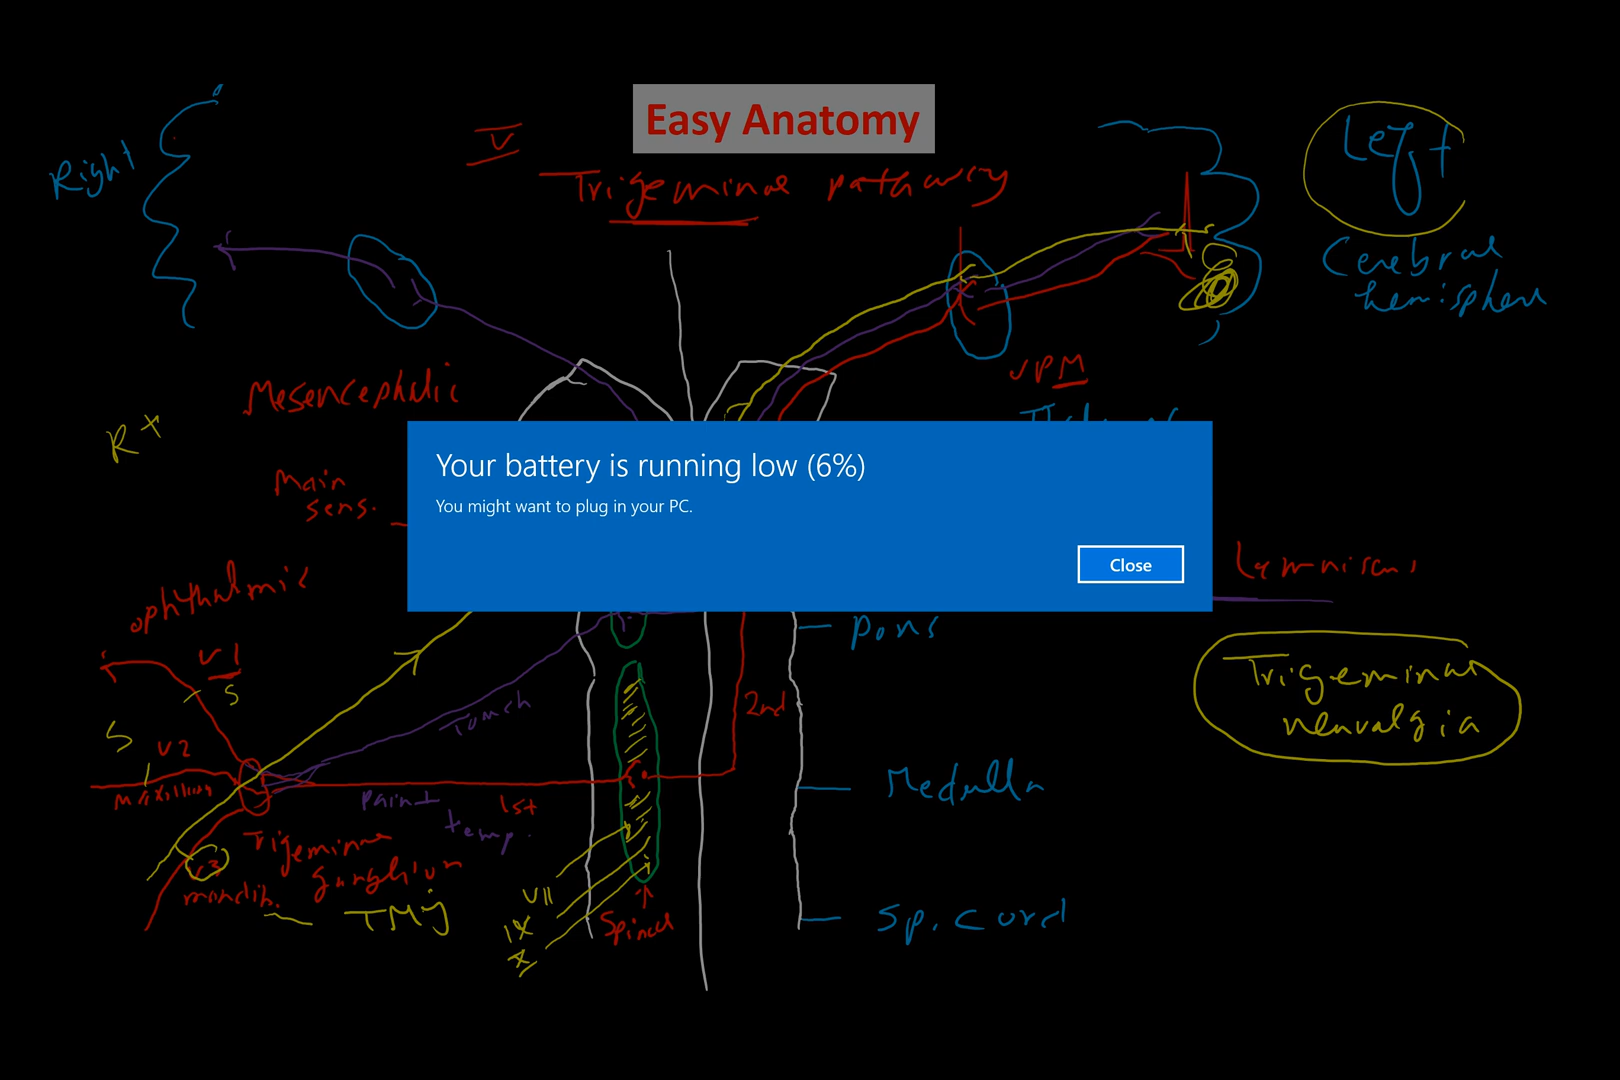 Easy Anatomy
V
Trigeminal pathway
Right
Left
Cerebral
hemisphere
VPM
Mesencephalic
R
Your battery is running low (6%)
You might want to plug in your PC.
Close
Main
sens.
Lemniscus
ophthalmic
V1
S
S
V2
maxillary
Pons
Touch
2nd
Trigeminal
neuralgia
Pain +
temp.
1st
Medulla
Trigeminal
ganglion
V3
mandib.
TMJ
VII
IX
X
Spinal
Sp. Cord